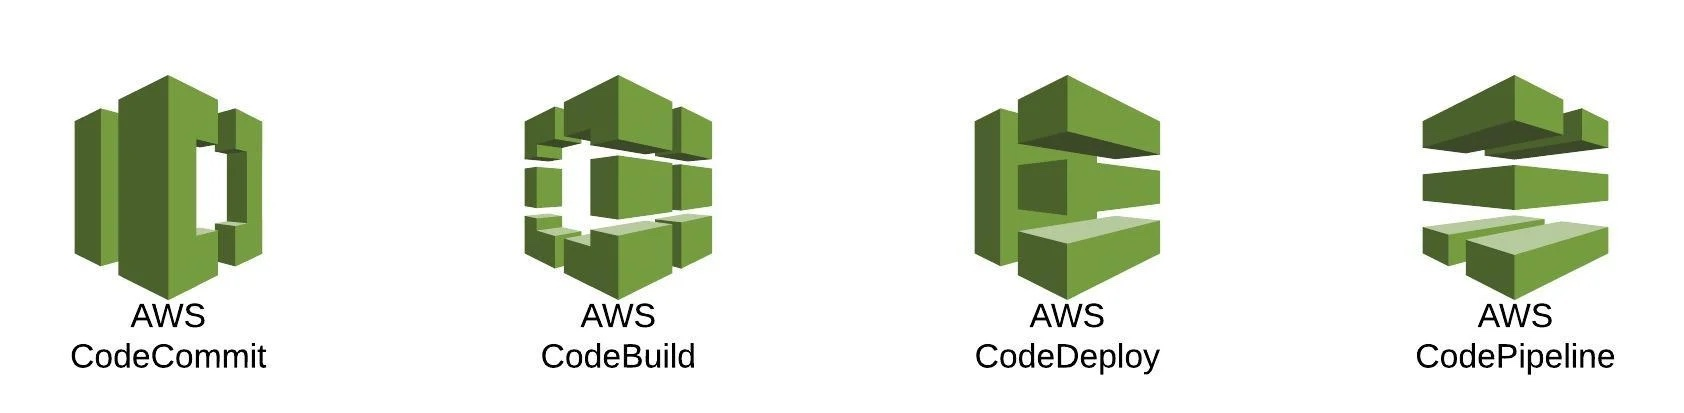 AWS
CodeCommit
AWS
CodeBuild
AWS
CodeDeploy
AWS
CodePipeline